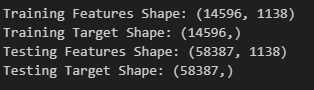 Training Features Shape: (14596, 1138)
Training Target Shape: (14596,)
Testing Features Shape: (58387, 1138)
Testing Target Shape: (58387,)